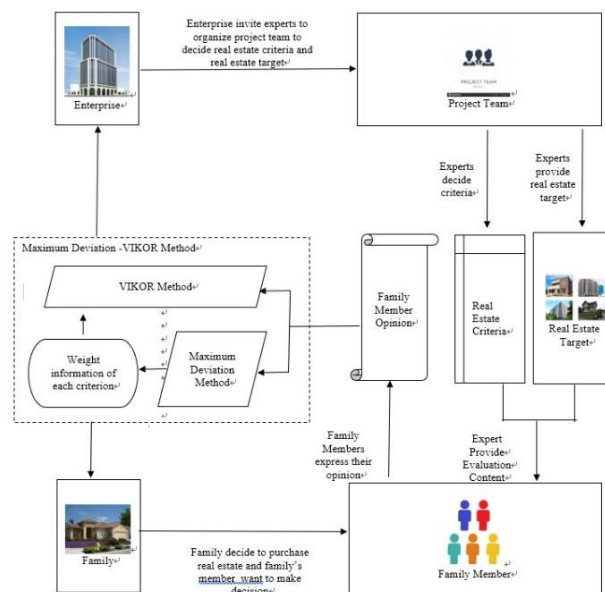 Enterprise invite experts to
organize project team to
decide real estate criteria and
real estate target
Enterprise
PROJECT TEAM
Project Team
Experts
decide
criteria
Experts
provide
real estate
target
Maximum Deviation -VIKOR Method
VIKOR Method
Weight
information of
each criterion
Maximum
Deviation
Method
Family
Member
Opinion
Real
Estate
Criteria
Real Estate
Target
Family
Members
express their
opinion
Expert
Provide
Evaluation
Content
Family
Family decide to purchase
real estate and family's
member want to make
decision
Family Member